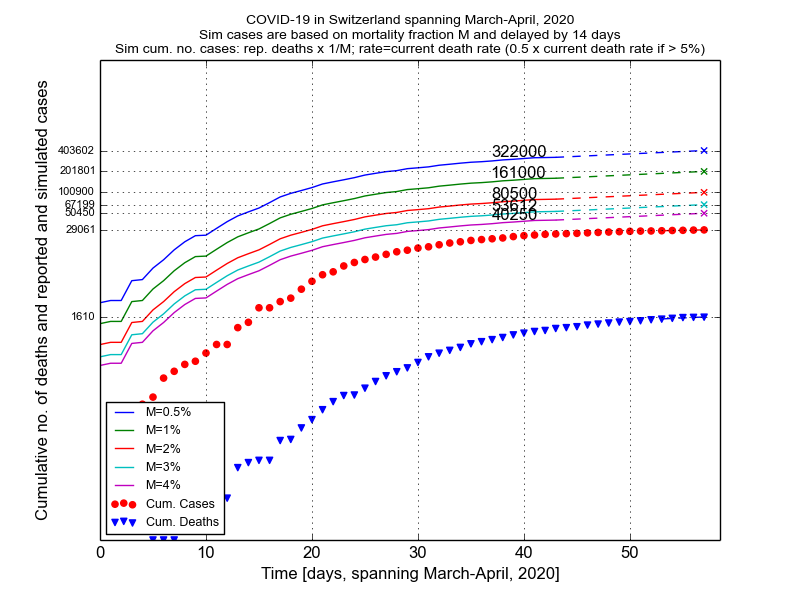 COVID-19 in Switzerland spanning March-April, 2020
Sim cases are based on mortality fraction M and delayed by 14 days
Sim cum. no. cases: rep. deaths x 1/M; rate=current death rate (0.5 x current death rate if > 5%)
Cumulative no. of deaths and reported and simulated cases
403602
201801
100900
67199
50450
29061
1610
322000
161000
80500
53612
40250
M=0.5%
M=1%
M=2%
M=3%
M=4%
Cum. Cases
Cum. Deaths
0 10 20 30 40 50
Time [days, spanning March-April, 2020]